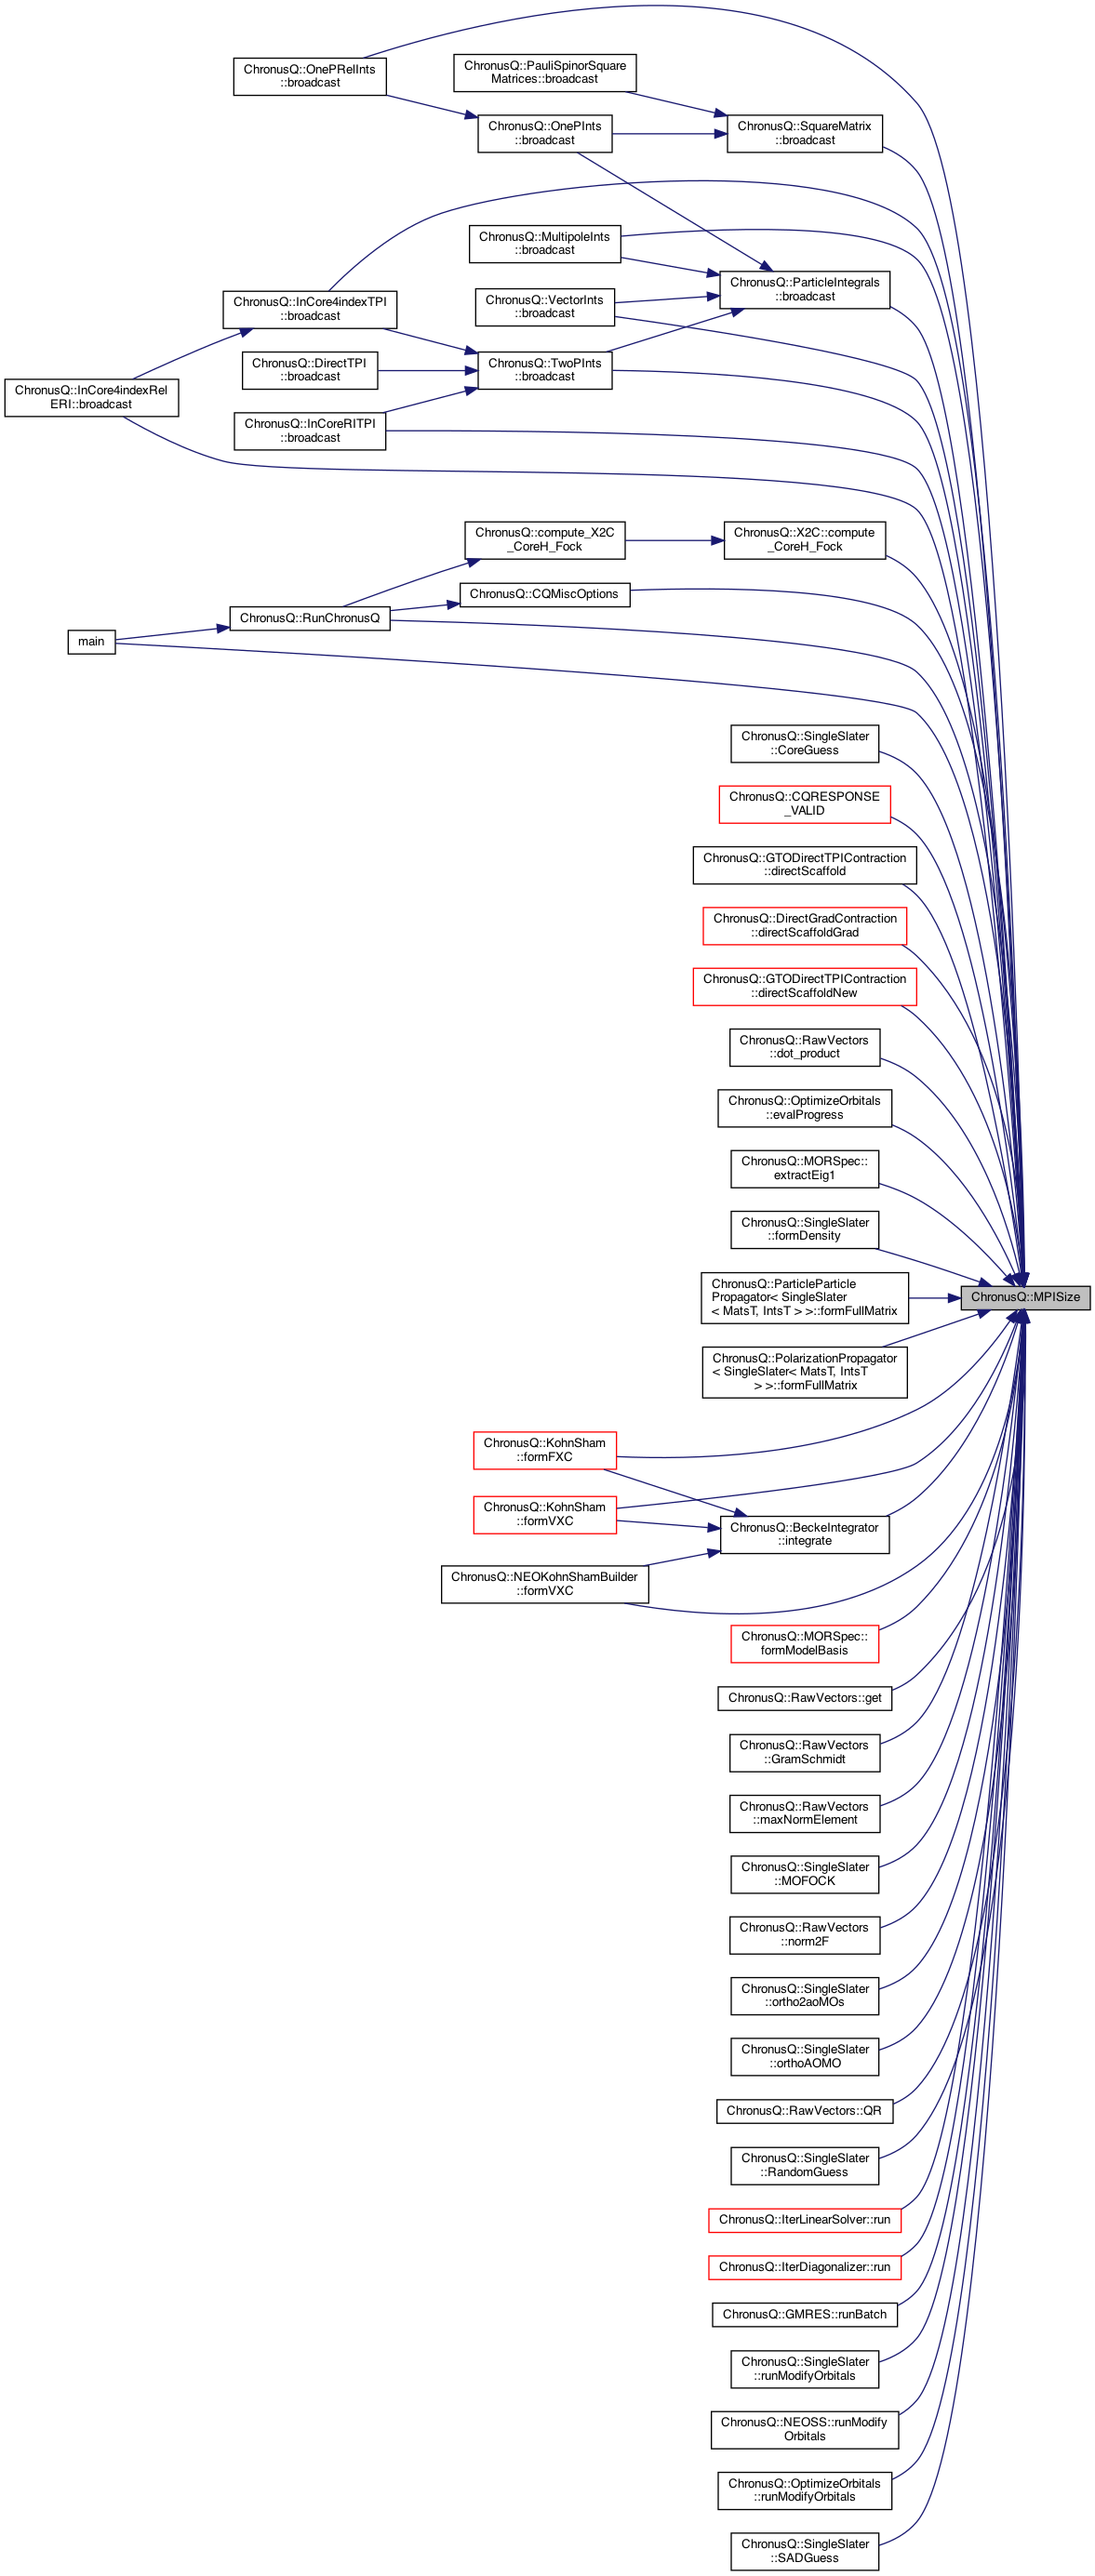 ChronusQ::OnePRelInts
::broadcast
ChronusQ::PauliSpinorSquare
Matrices::broadcast
ChronusQ::OnePInts
::broadcast
ChronusQ::SquareMatrix
::broadcast
ChronusQ::MultipoleInts
::broadcast
ChronusQ::ParticleIntegrals
::broadcast
ChronusQ::InCore4indexTPI
::broadcast
ChronusQ::VectorInts
::broadcast
ChronusQ::DirectTPI
::broadcast
ChronusQ::TwoPInts
::broadcast
ChronusQ::InCore4indexRel
ERI::broadcast
ChronusQ::InCoreRITPI
::broadcast
ChronusQ::compute_X2C
_CoreH_Fock
ChronusQ::X2C::compute
_CoreH_Fock
ChronusQ::CQMiscOptions
ChronusQ::RunChronusQ
main
ChronusQ::SingleSlater
::CoreGuess
ChronusQ::CQRESPONSE
_VALID
ChronusQ::GTODirectTPIContraction
::directScaffold
ChronusQ::DirectGradContraction
::directScaffoldGrad
ChronusQ::GTODirectTPIContraction
::directScaffoldNew
ChronusQ::RawVectors
::dot_product
ChronusQ::OptimizeOrbitals
::evalProgress
ChronusQ::MORSpec::
extractEig1
ChronusQ::SingleSlater
::formDensity
ChronusQ::MPISize
ChronusQ::ParticleParticle
Propagator< SingleSlater
< MatsT, IntsT > >::formFullMatrix
ChronusQ::PolarizationPropagator
< SingleSlater< MatsT, IntsT
> >::formFullMatrix
ChronusQ::KohnSham
::formFXC
ChronusQ::KohnSham
::formVXC
ChronusQ::BeckeIntegrator
::integrate
ChronusQ::NEOKohnShamBuilder
::formVXC
ChronusQ::MORSpec::
formModelBasis
ChronusQ::RawVectors::get
ChronusQ::RawVectors
::GramSchmidt
ChronusQ::RawVectors
::maxNormElement
ChronusQ::SingleSlater
::MOFOCK
ChronusQ::RawVectors
::norm2F
ChronusQ::SingleSlater
::ortho2aoMOs
ChronusQ::SingleSlater
::orthoAOMO
ChronusQ::RawVectors::QR
ChronusQ::SingleSlater
::RandomGuess
ChronusQ::IterLinearSolver::run
ChronusQ::IterDiagonalizer::run
ChronusQ::GMRES::runBatch
ChronusQ::SingleSlater
::runModifyOrbitals
ChronusQ::NEOSS::runModify
Orbitals
ChronusQ::OptimizeOrbitals
::runModifyOrbitals
ChronusQ::SingleSlater
::SADGuess